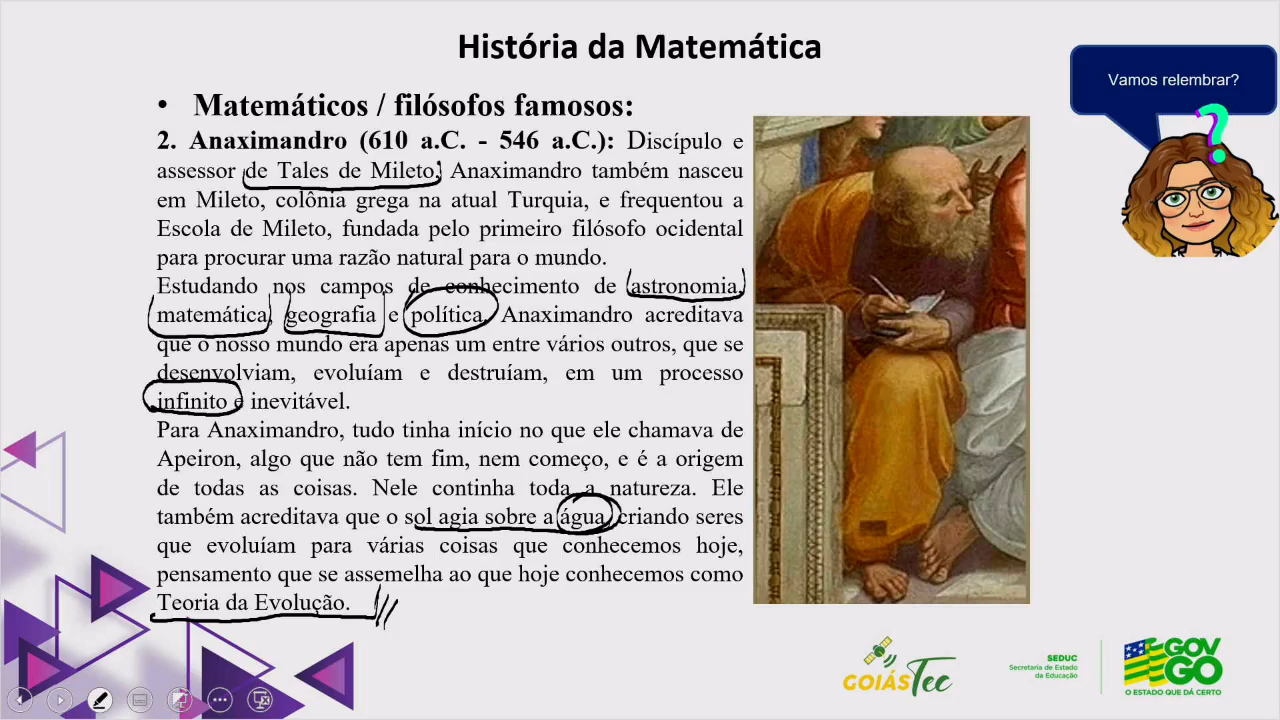 História da Matemática
Vamos relembrar?
• Matemáticos / filósofos famosos:
2. Anaximandro (610 a.C. - 546 a.C.): Discípulo e
assessor de Tales de Mileto, Anaximandro também nasceu
em Mileto, colônia grega na atual Turquia, e frequentou a
Escola de Mileto, fundada pelo primeiro filósofo ocidental
para procurar uma razão natural para o mundo.
Estudando nos campos de conhecimento de astronomia,
matemática, geografia e política, Anaximandro acreditava
que o nosso mundo era apenas um entre vários outros, que se
desenvolviam, evoluíam e destruíam, em um processo
infinito e inevitável.
Para Anaximandro, tudo tinha início no que ele chamava de
Apeiron, algo que não tem fim, nem começo, e é a origem
de todas as coisas. Nele continha toda a natureza. Ele
também acreditava que o sol agia sobre a água, criando seres
que evoluíam para várias coisas que conhecemos hoje,
pensamento que se assemelha ao que hoje conhecemos como
Teoria da Evolução.
GOIÁSTec
SEDUC
Secretaria de Estado
da Educação
GOV
GO
O ESTADO QUE DÁ CERTO